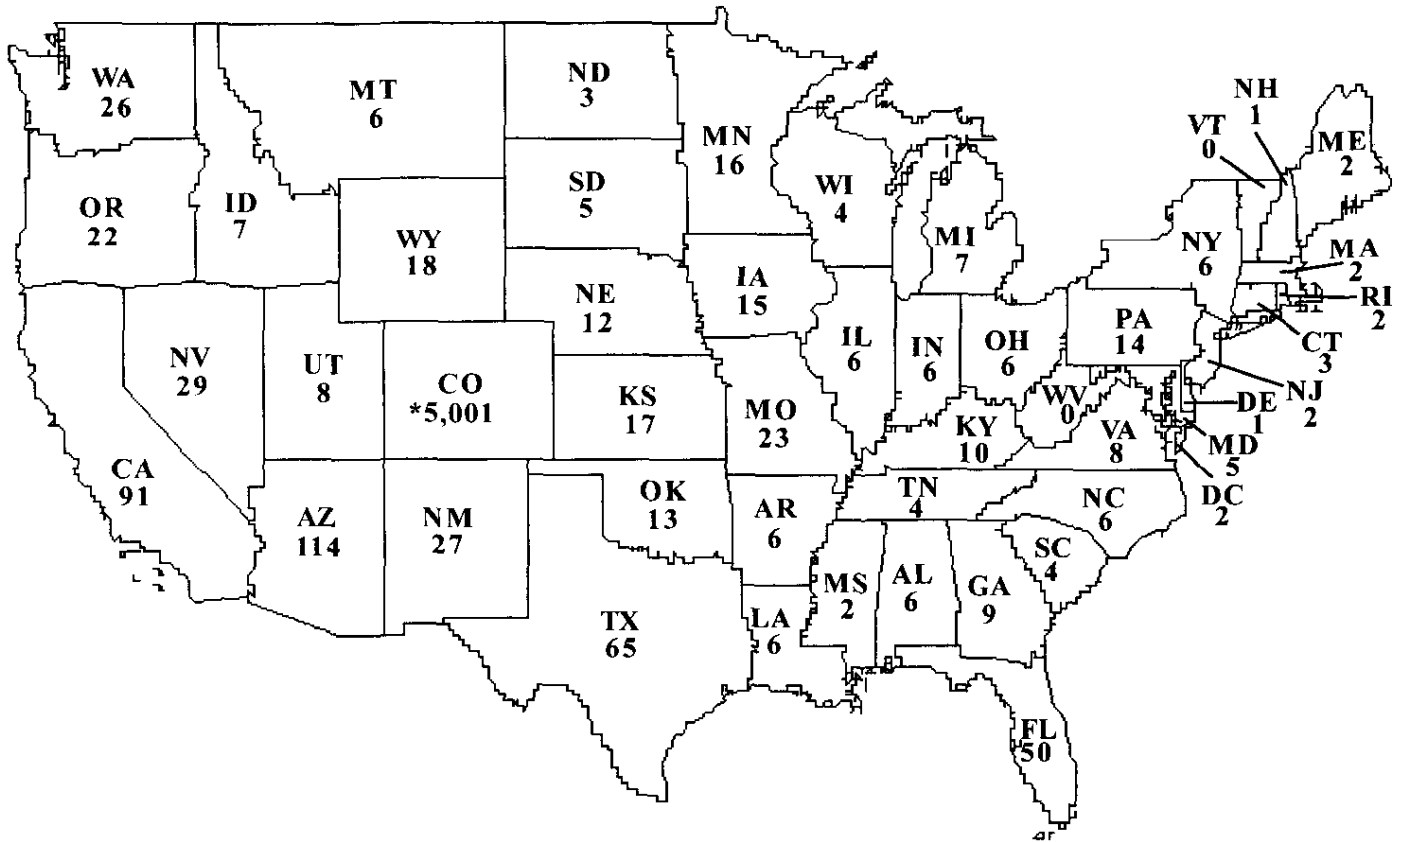 WA
26
MT
6
ND
3
MN
16
NH
1
VT
0
ME
2
OR
22
ID
7
SD
5
WI
4
WY
18
MI
7
NY
6
MA
2
IA
15
NE
12
RI
2
NV
29
UT
8
CO
*5,001
IL
6
IN
6
OH
6
PA
14
CT
3
KS
17
MO
23
WV
0
NJ
2
DE
1
KY
10
VA
8
MD
5
CA
91
AZ
114
NM
27
OK
13
AR
6
TN
4
NC
6
DC
2
SC
4
MS
2
AL
6
GA
9
TX
65
LA
6
FL
50